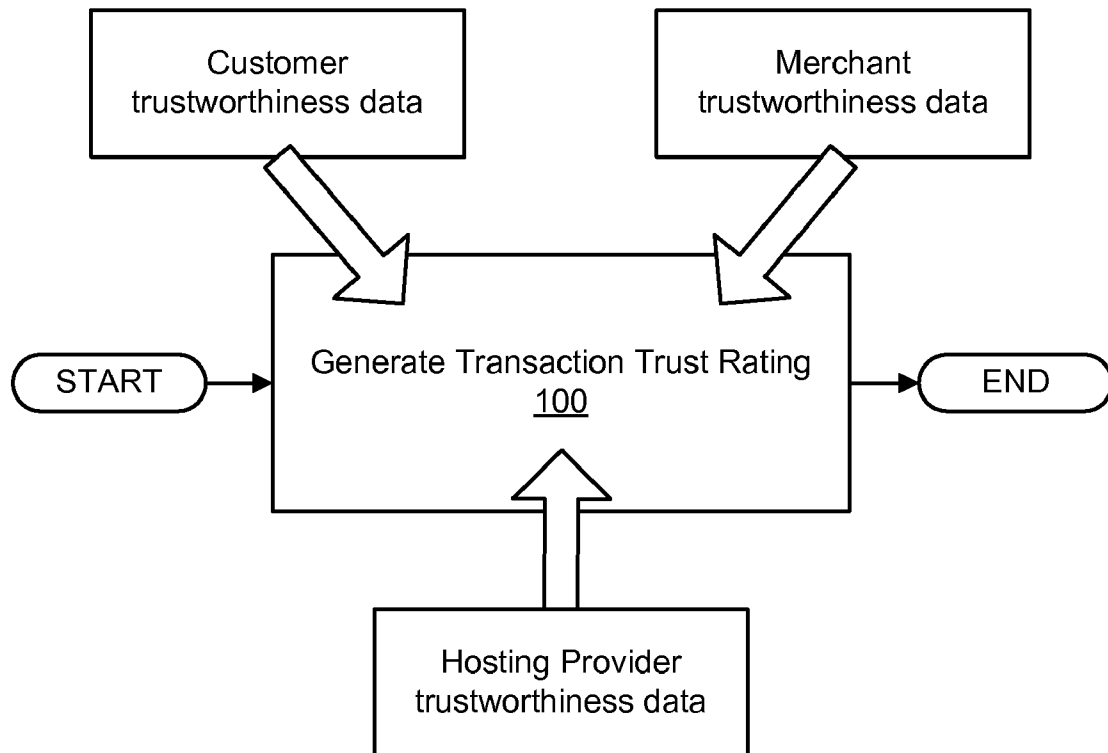 Customer
trustworthiness data
Merchant
trustworthiness data
START
Generate Transaction Trust Rating
100
END
Hosting Provider
trustworthiness data